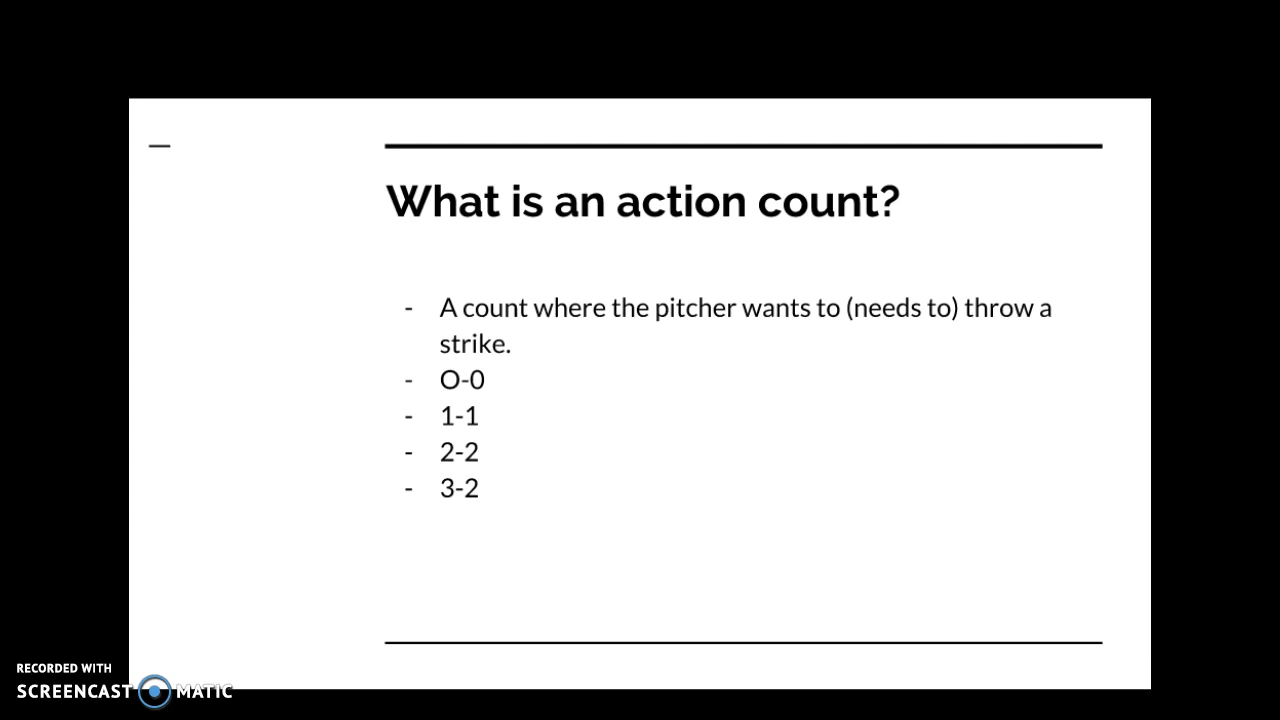 What is an action count?
- A count where the pitcher wants to (needs to) throw a
strike.
- O-0
- 1-1
- 2-2
- 3-2
RECORDED WITH
SCREENCAST MATIC